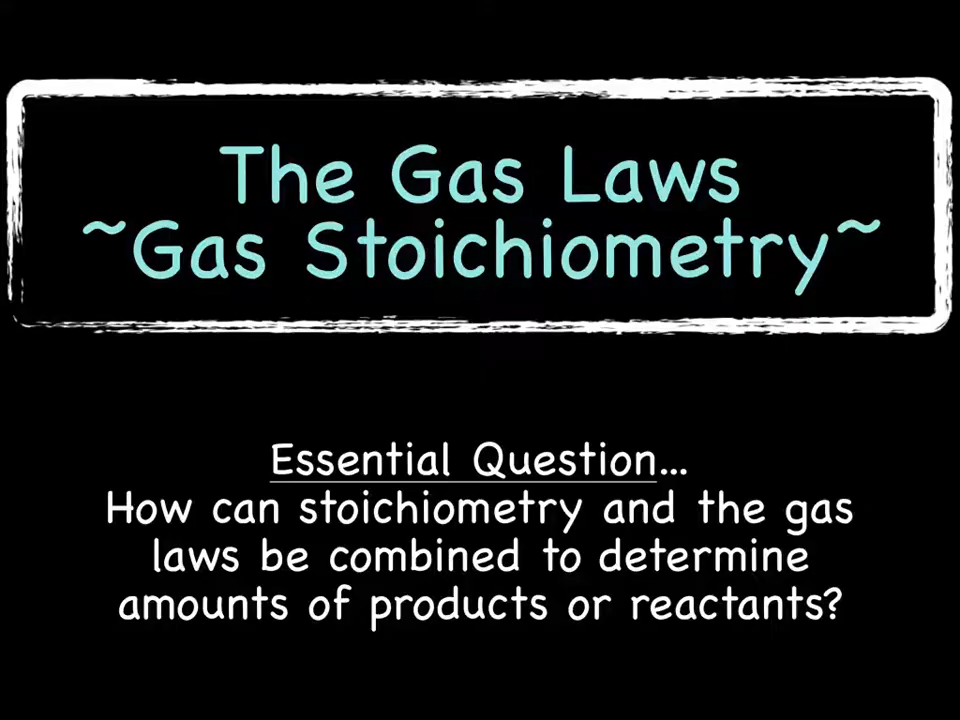 The Gas Laws
~Gas Stoichiometry~
Essential Question...
How can stoichiometry and the gas
laws be combined to determine
amounts of products or reactants?